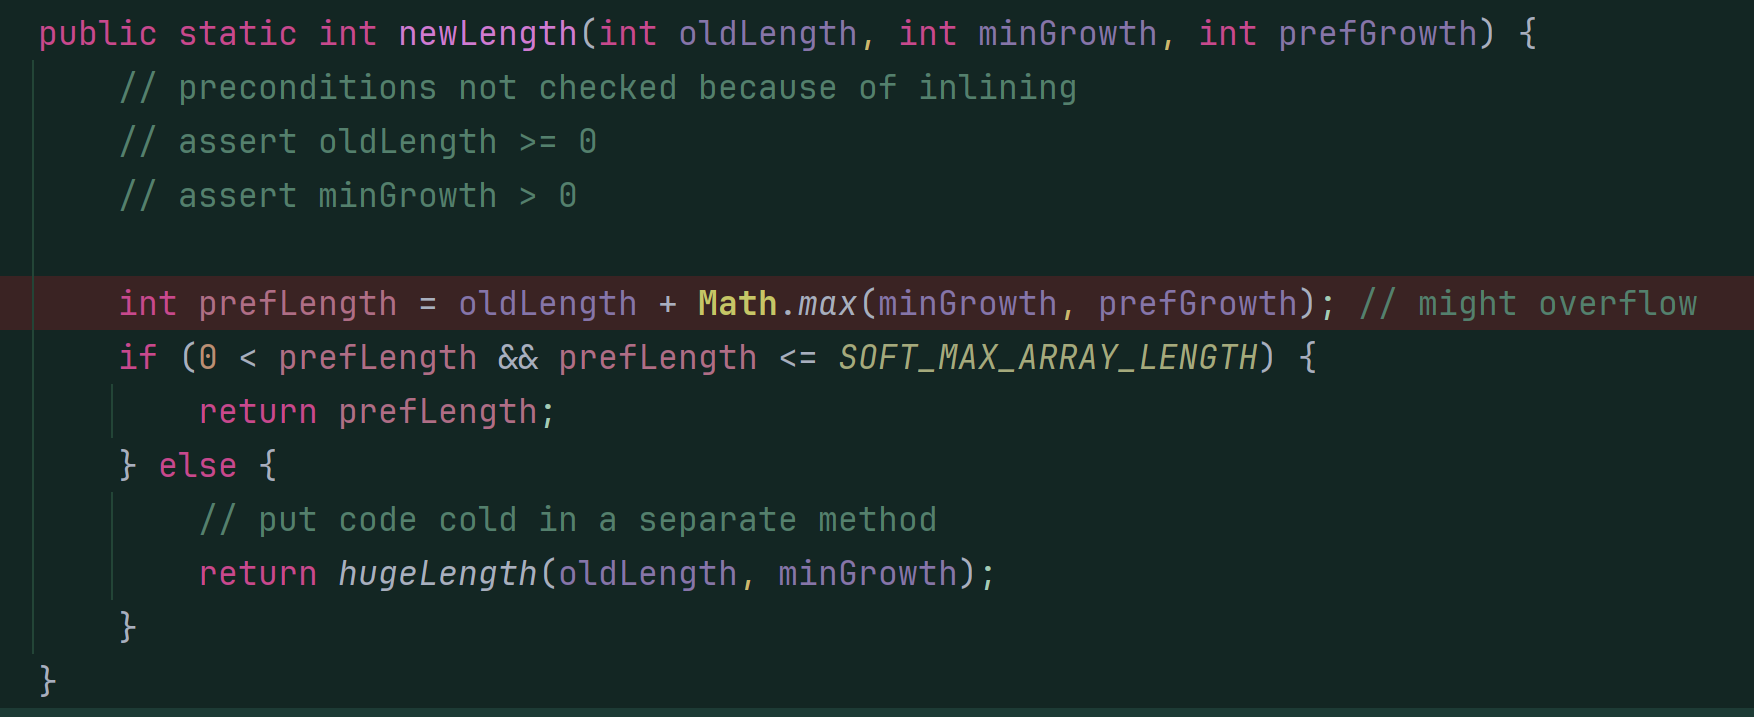 public static int newLength(int oldLength, int minGrowth, int prefGrowth) {
// preconditions not checked because of inlining
// assert oldLength >= 0
// assert minGrowth > 0
int prefLength = oldLength + Math.max(minGrowth, prefGrowth); // might overflow
if (0 < prefLength && prefLength <= SOFT_MAX_ARRAY_LENGTH) {
return prefLength;
} else {
// put code cold in a separate method
return hugeLength(oldLength, minGrowth);
}
}